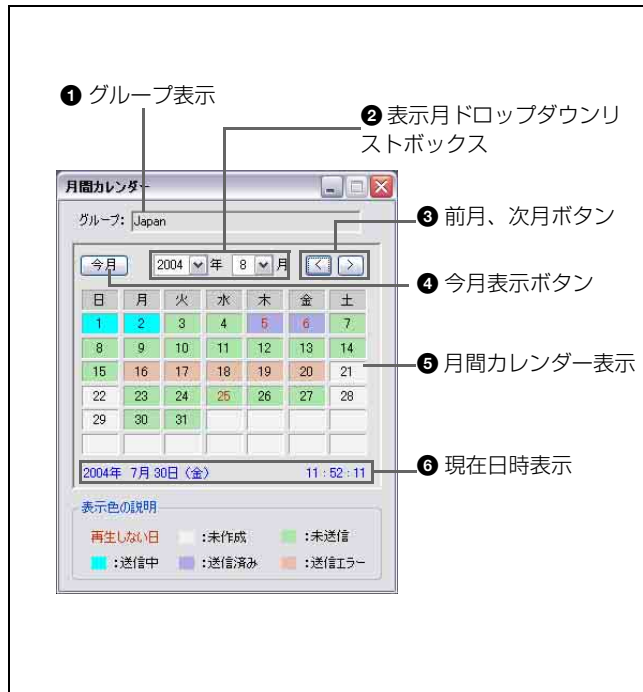 ❶ グループ表示
❷ 表示月ドロップダウンリ
ストボックス
月間カレンダー
グループ: Japan
❸ 前月、次月ボタン
今月 2004 年 8 月 < >
❹ 今月表示ボタン
日 月 火 水 木 金 土
1 2 3 4 5 6 7
8 9 10 11 12 13 14
❺ 月間カレンダー表示
15 16 17 18 19 20 21
22 23 24 25 26 27 28
29 30 31
2004年 7月 30日 (金) 11 : 52 : 11
❻ 現在日時表示
表示色の説明
再生しない日 :未作成 :未送信
:送信中 :送信済み :送信エラー